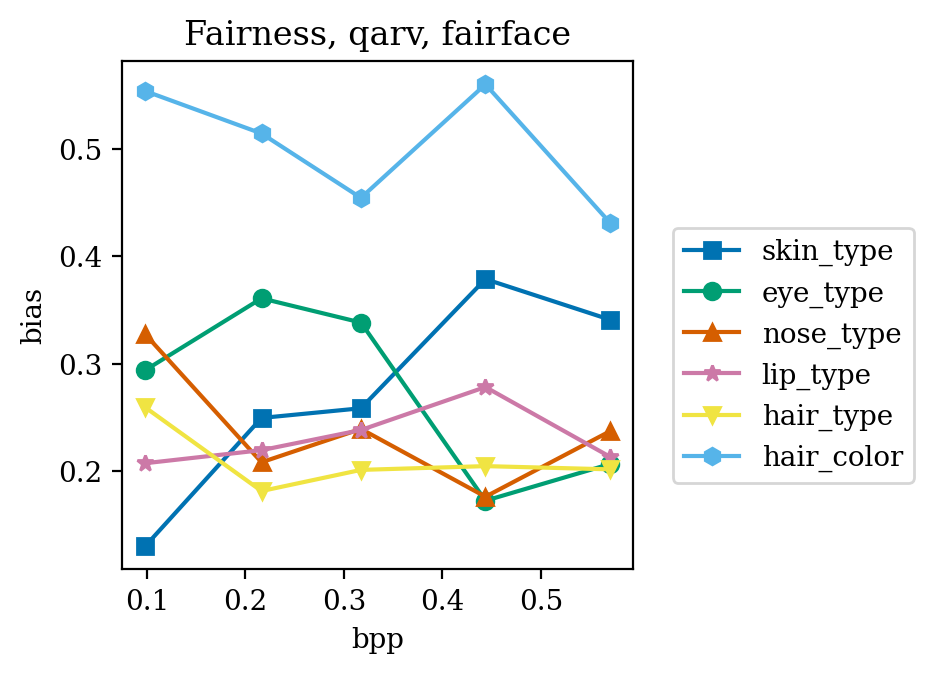 Fairness, qarv, fairface
0.5
0.4
0.3
0.2
bias
0.1 0.2 0.3 0.4 0.5
bpp
skin_type
eye_type
nose_type
lip_type
hair_type
hair_color